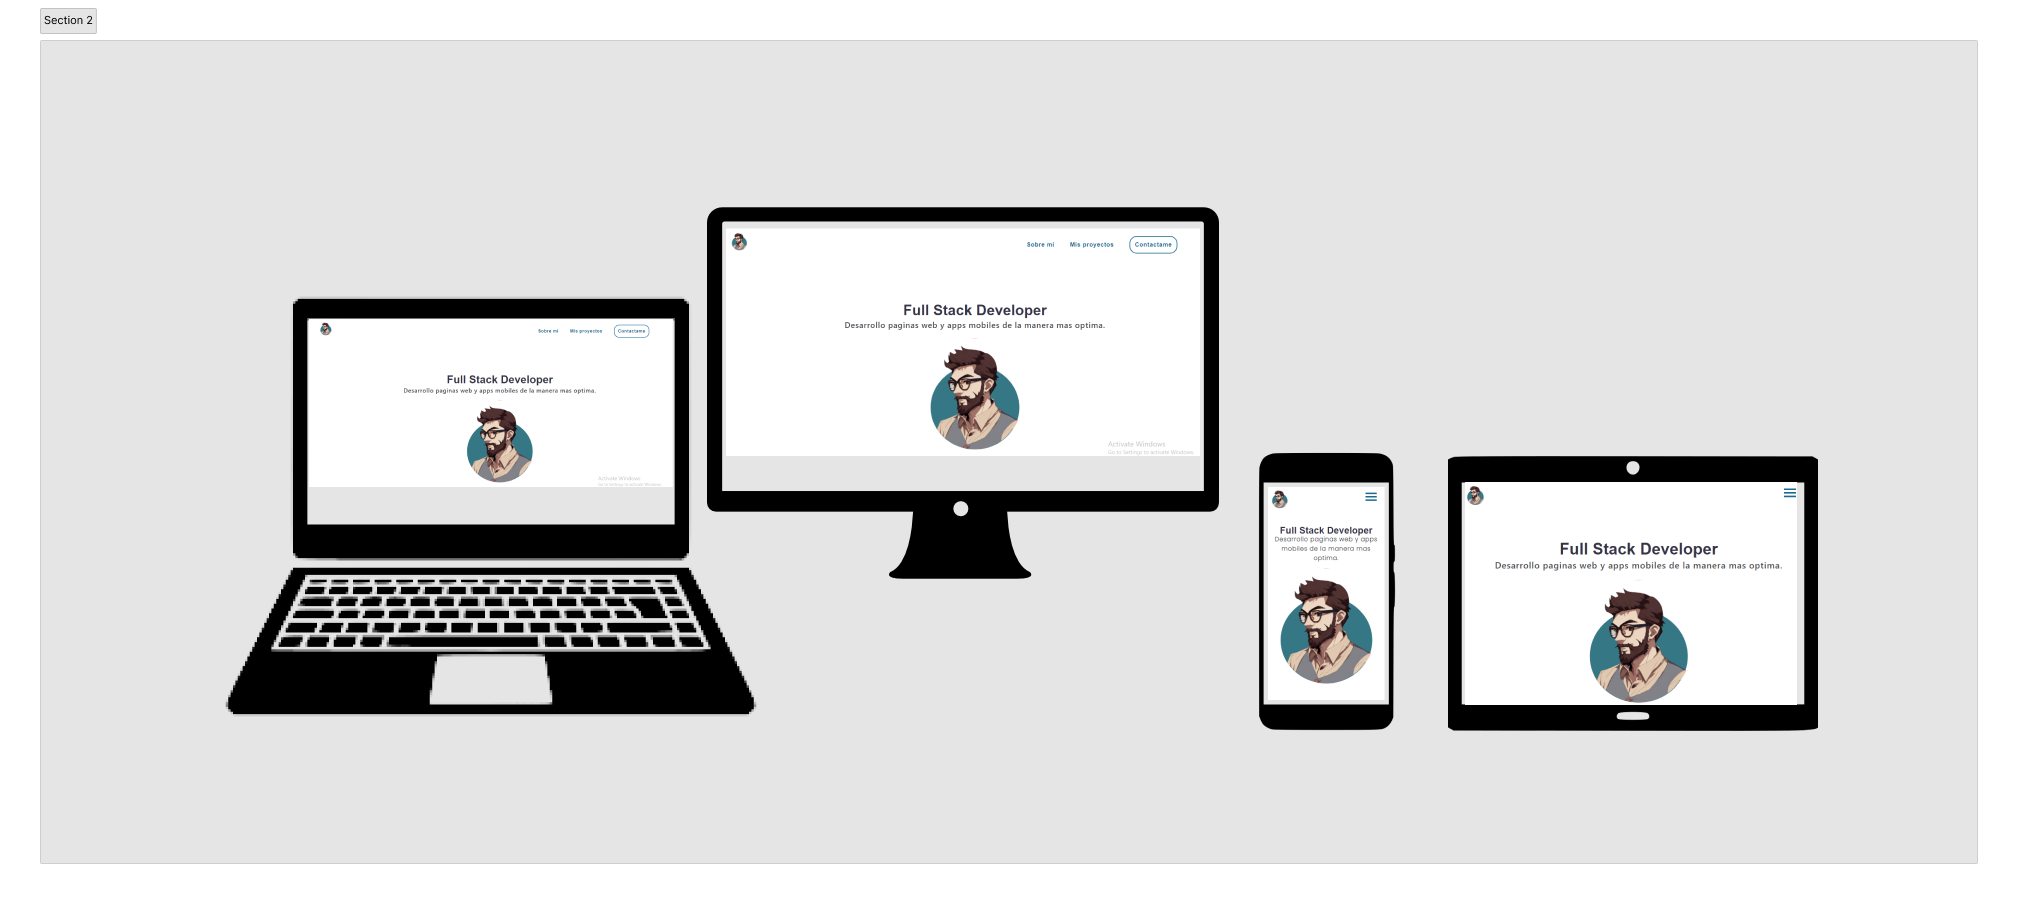 Section 2
Sobre mi Mis proyectos Contáctame
Full Stack Developer
Desarrollo paginas web y apps mobiles de la manera mas optima.
Activate Windows
Go to Settings to activate Windows.
Sobre mi Mis proyectos Contactame
Full Stack Developer
Desarrollo paginas web y apps mobiles de la manera mas optima.
Activate Windows
Go to Settings to activate Windows.
Full Stack Developer
Desarrollo paginas web y apps
mobiles de la manera mas
optima.
Full Stack Developer
Desarrollo paginas web y apps mobiles de la manera mas optima.